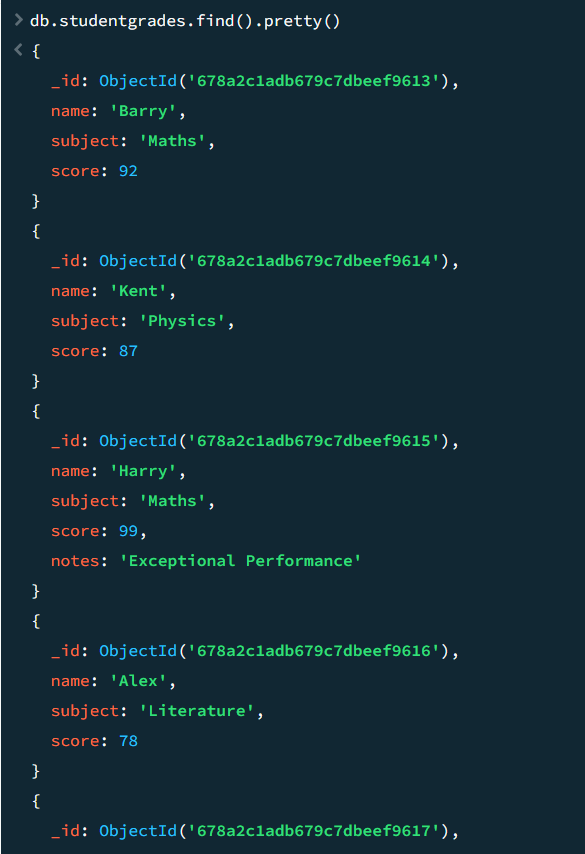 > db.studentgrades.find().pretty()
< {
_id: ObjectId('678a2c1adb679c7dbeef9613'),
name: 'Barry',
subject: 'Maths',
score: 92
}
{
_id: ObjectId('678a2c1adb679c7dbeef9614'),
name: 'Kent',
subject: 'Physics',
score: 87
}
{
_id: ObjectId('678a2c1adb679c7dbeef9615'),
name: 'Harry',
subject: 'Maths',
score: 99,
notes: 'Exceptional Performance'
}
{
_id: ObjectId('678a2c1adb679c7dbeef9616'),
name: 'Alex',
subject: 'Literature',
score: 78
}
{
_id: ObjectId('678a2c1adb679c7dbeef9617'),